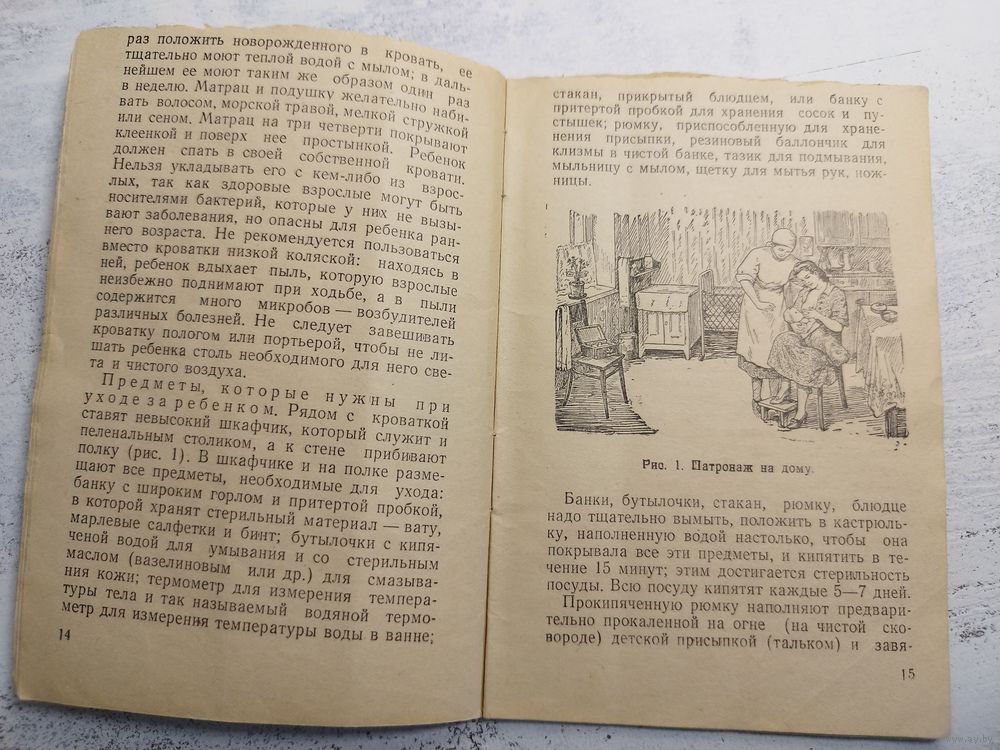 раз положить новорожденного в кровать, ее
тщательно моют теплой водой с мылом; в даль-
нейшем ее моют таким же образом один раз
в неделю. Матрац и подушку желательно наби-
вать волосом, морской травой, мелкой стружкой
или сеном. Матрац на три четверти покрывают
клеенкой и поверх нее простынкой. Ребенок
должен спать в своей собственной кровати.
Нельзя укладывать его с кем-либо из взрос-
лых, так как здоровые взрослые могут быть
носителями бактерий, которые у них не вызы-
вают заболевания, но опасны для ребенка ран-
него возраста. Не рекомендуется пользоваться
вместо кроватки низкой коляской: находясь в
ней, ребенок вдыхает пыль, которую взрослые
неизбежно поднимают при ходьбе, а в пыли
содержится много микробов — возбудителей
различных болезней. Не следует завешивать
кроватку пологом или портьерой, чтобы не ли-
шать ребенка столь необходимого для него све-
та и чистого воздуха.
Предметы, которые нужны при
уходе за ребенком. Рядом с кроваткой
ставят невысокий шкафчик, который служит и
пеленальным столиком, а к стене прибивают
полку (рис. 1). В шкафчике и на полке разме-
щают все предметы, необходимые для ухода:
банку с широким горлом и притертой пробкой,
в которой хранят стерильный материал — вату,
марлевые салфетки и бинт; бутылочки с кипя-
ченой водой для умывания и со стерильным
маслом (вазелиновым или др.) для смазыва-
ния кожи; термометр для измерения темпера-
туры тела и так называемый водяной термо-
метр для измерения температуры воды в ванне;
14
стакан, прикрытый блюдцем, или банку с
притертой пробкой для хранения сосок и пу-
стышек; рюмку, приспособленную для хране-
нения присыпки, резиновый баллончик для
клизмы в чистой банке, тазик для подмывания,
мыльницу с мылом, щетку для мытья рук, нож-
ницы.
Рис. 1. Патронаж на дому.
Банки, бутылочки, стакан, рюмку, блюдце
надо тщательно вымыть, положить в кастрюль-
ку, наполненную водой настолько, чтобы она
покрывала все эти предметы, и кипятить в те-
чение 15 минут; этим достигается стерильность
посуды. Всю посуду кипятят каждые 5—7 дней.
Прокипяченную рюмку наполняют предвари-
тельно прокаленной на огне (на чистой ско-
вороде) детской присыпкой (тальком) и завя-
15
www.ay.by